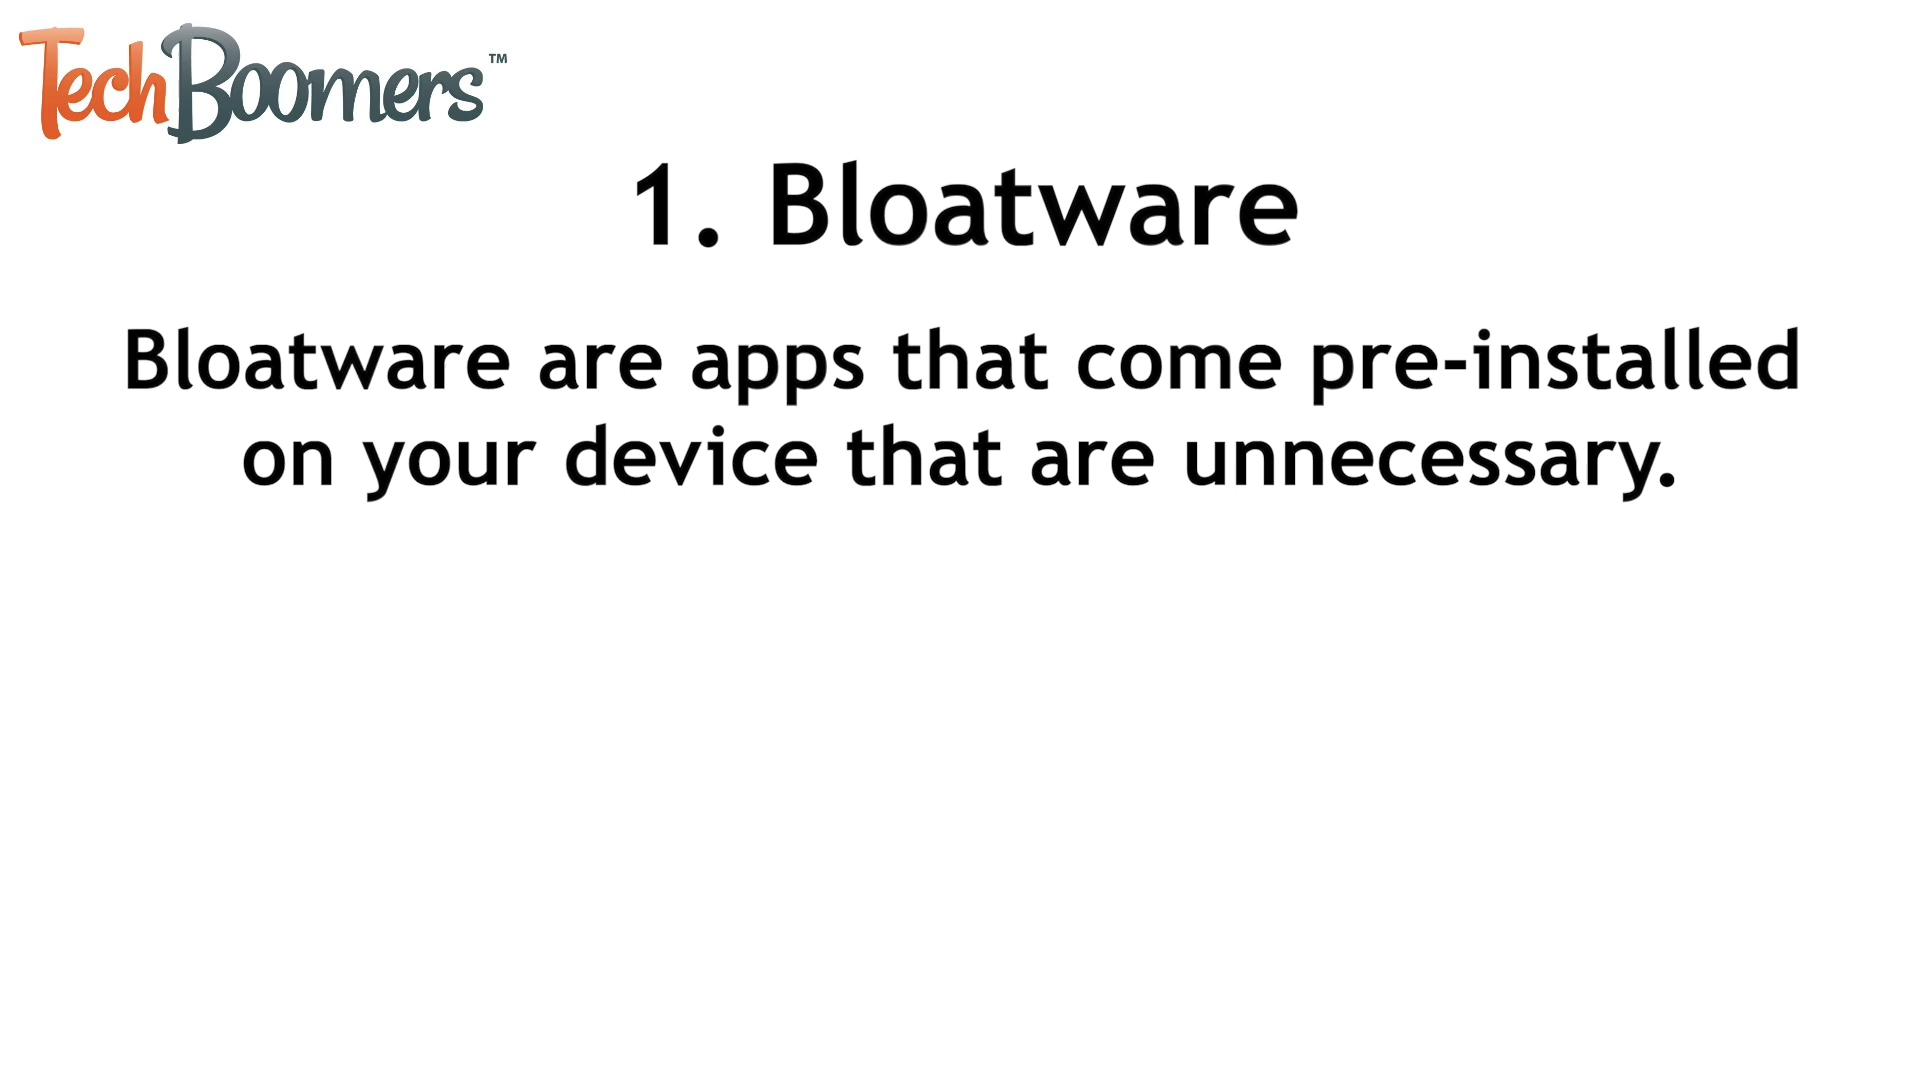 TechBoomers™
1. Bloatware
Bloatware are apps that come pre-installed
on your device that are unnecessary.